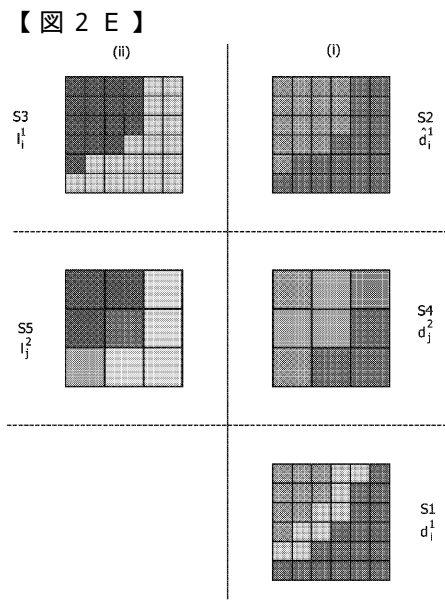 【図２Ｅ】
(ii) (i)
S3
l_i^1
S2
d̂_i^1
S5
l_j^2
S4
d_j^2
S1
d_i^1